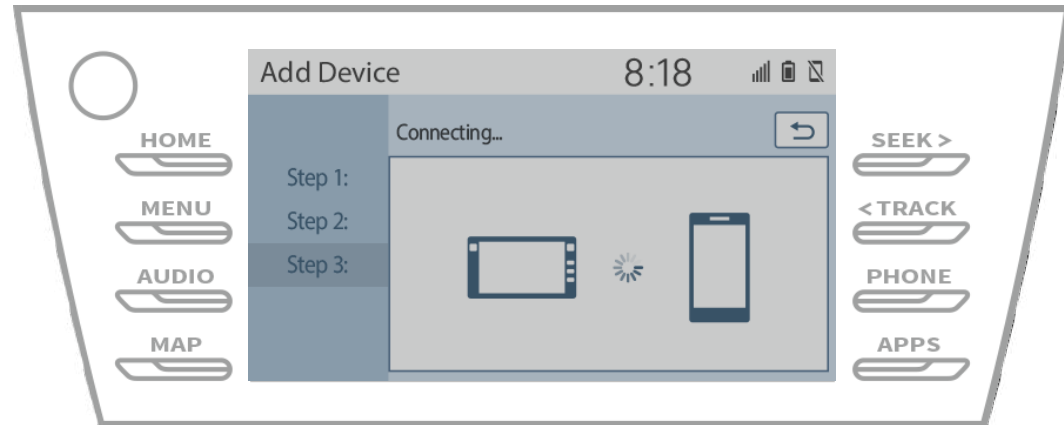 Add Device 8:18
HOME
MENU
AUDIO
MAP
Connecting...
Step 1:
Step 2:
Step 3:
SEEK >
< TRACK
PHONE
APPS